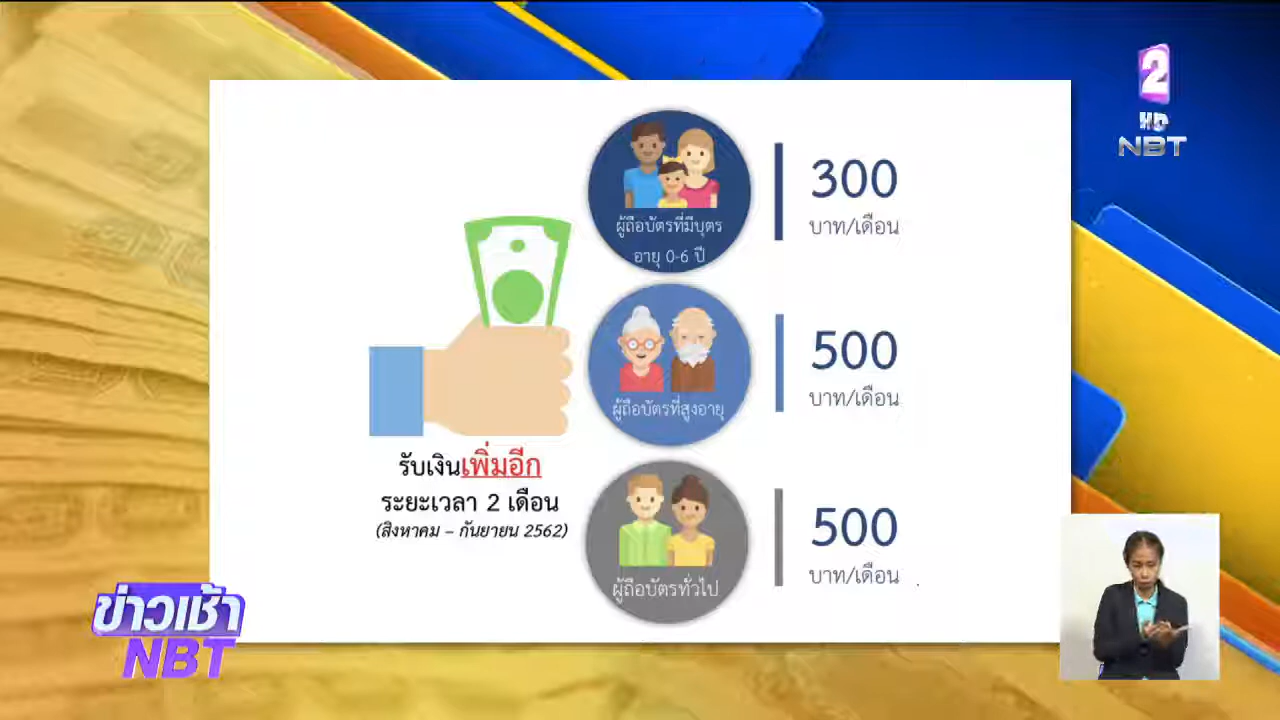 2
HD
NBT
ผู้ถือบัตรที่มีบุตร
อายุ 0-6 ปี
300
บาท/เดือน
ผู้ถือบัตรที่สูงอายุ
500
บาท/เดือน
รับเงินเพิ่มอีก
ระยะเวลา 2 เดือน
(สิงหาคม – กันยายน 2562)
ผู้ถือบัตรทั่วไป
500
บาท/เดือน
ข่าวเช้า
NBT